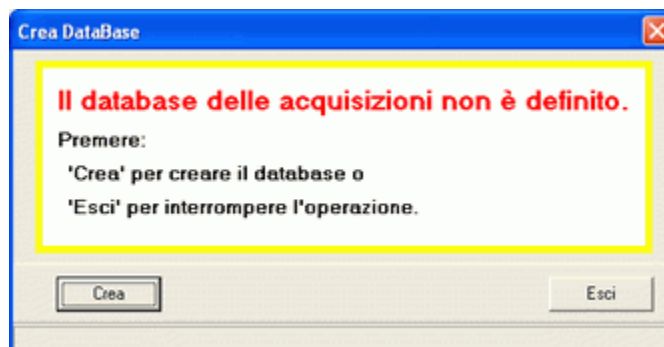 Crea DataBase
Il database delle acquisizioni non è definito.
Premere:
'Crea' per creare il database o
'Esci' per interrompere l'operazione.
Crea
Esci